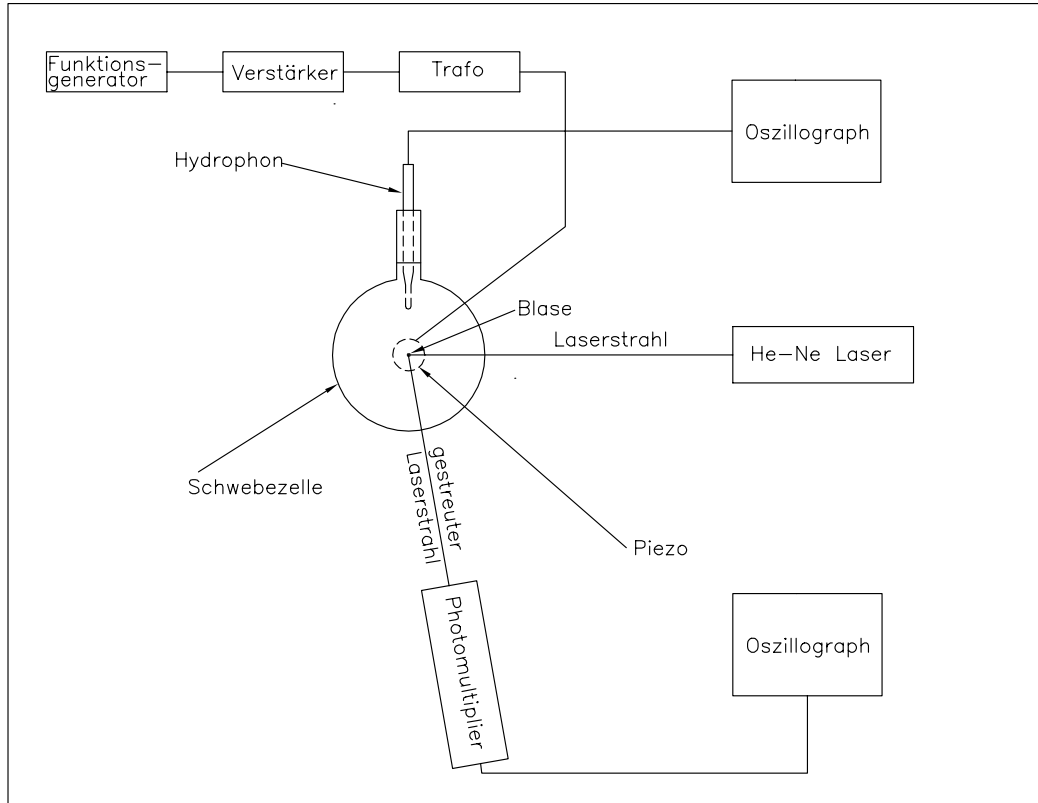 Funktions-
generator
Verstärker
Trafo
Oszillograph
Hydrophon
Blase
Laserstrahl
He-Ne Laser
Schwebezelle
gestreuter
Laserstrahl
Piezo
Photomultiplier
Oszillograph